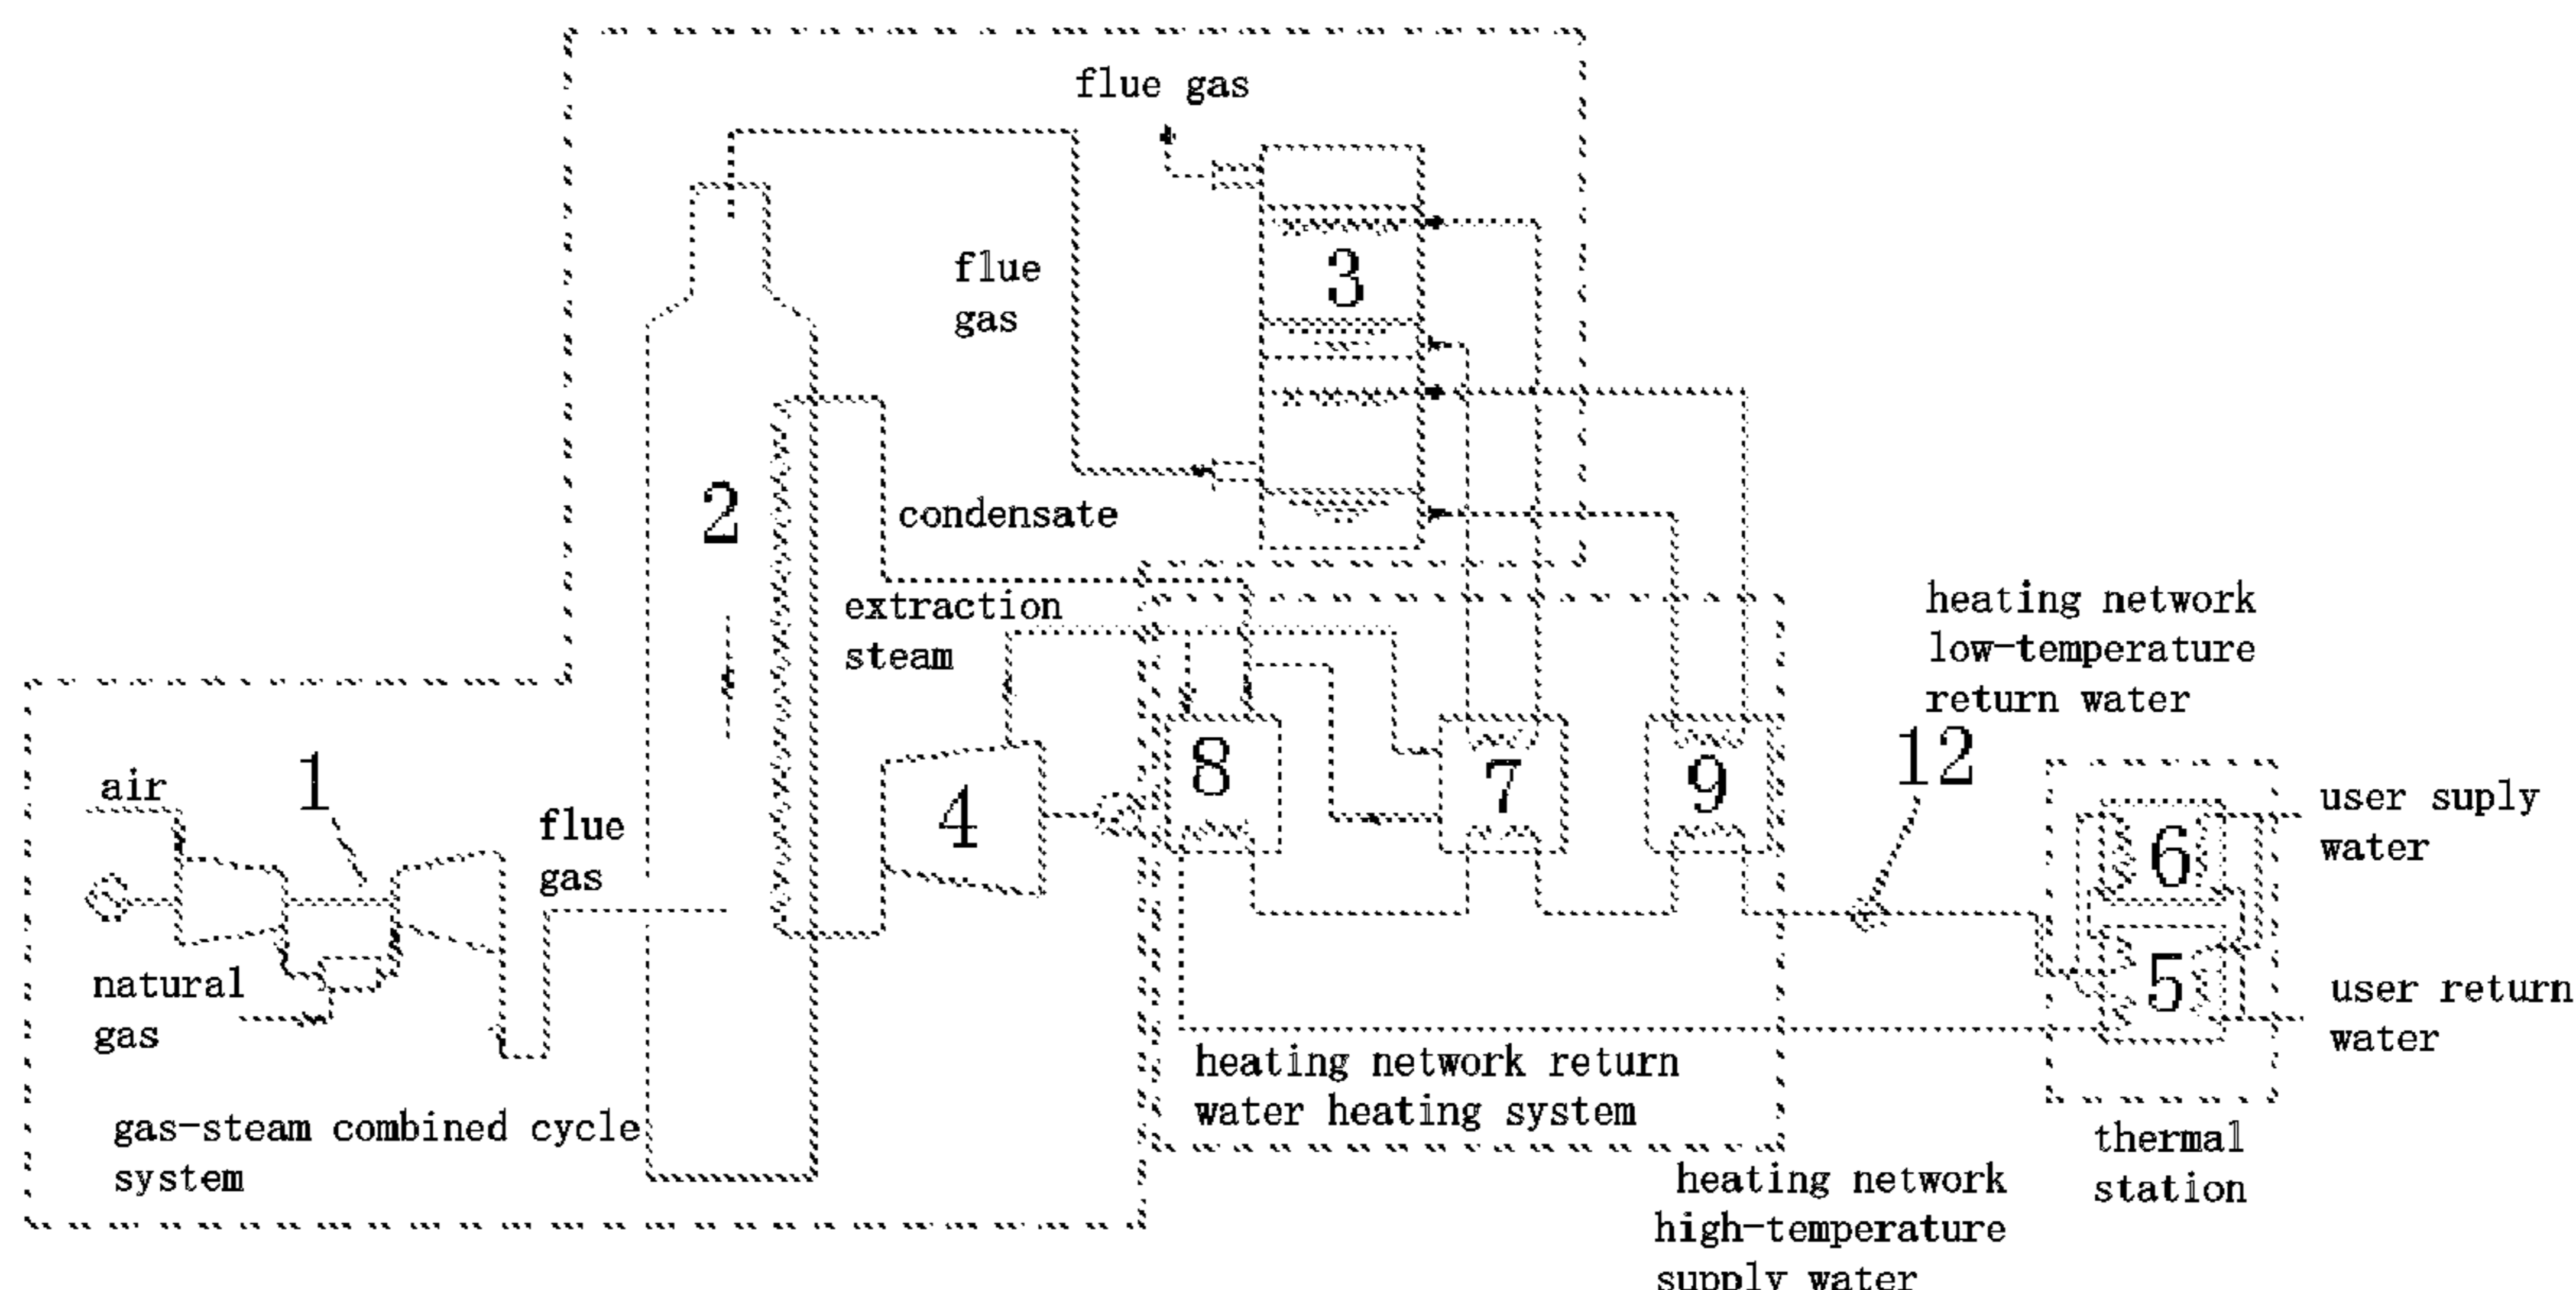 flue gas
flue
gas
3
2
condensate
extraction
steam
heating network
low-temperature
return water
12
air
1
flue
gas
4
8
7
9
6
5
user suply
water
user return
water
natural
gas
heating network return
water heating system
gas-steam combined cycle
system
thermal
station
heating network
high-temperature
supply water